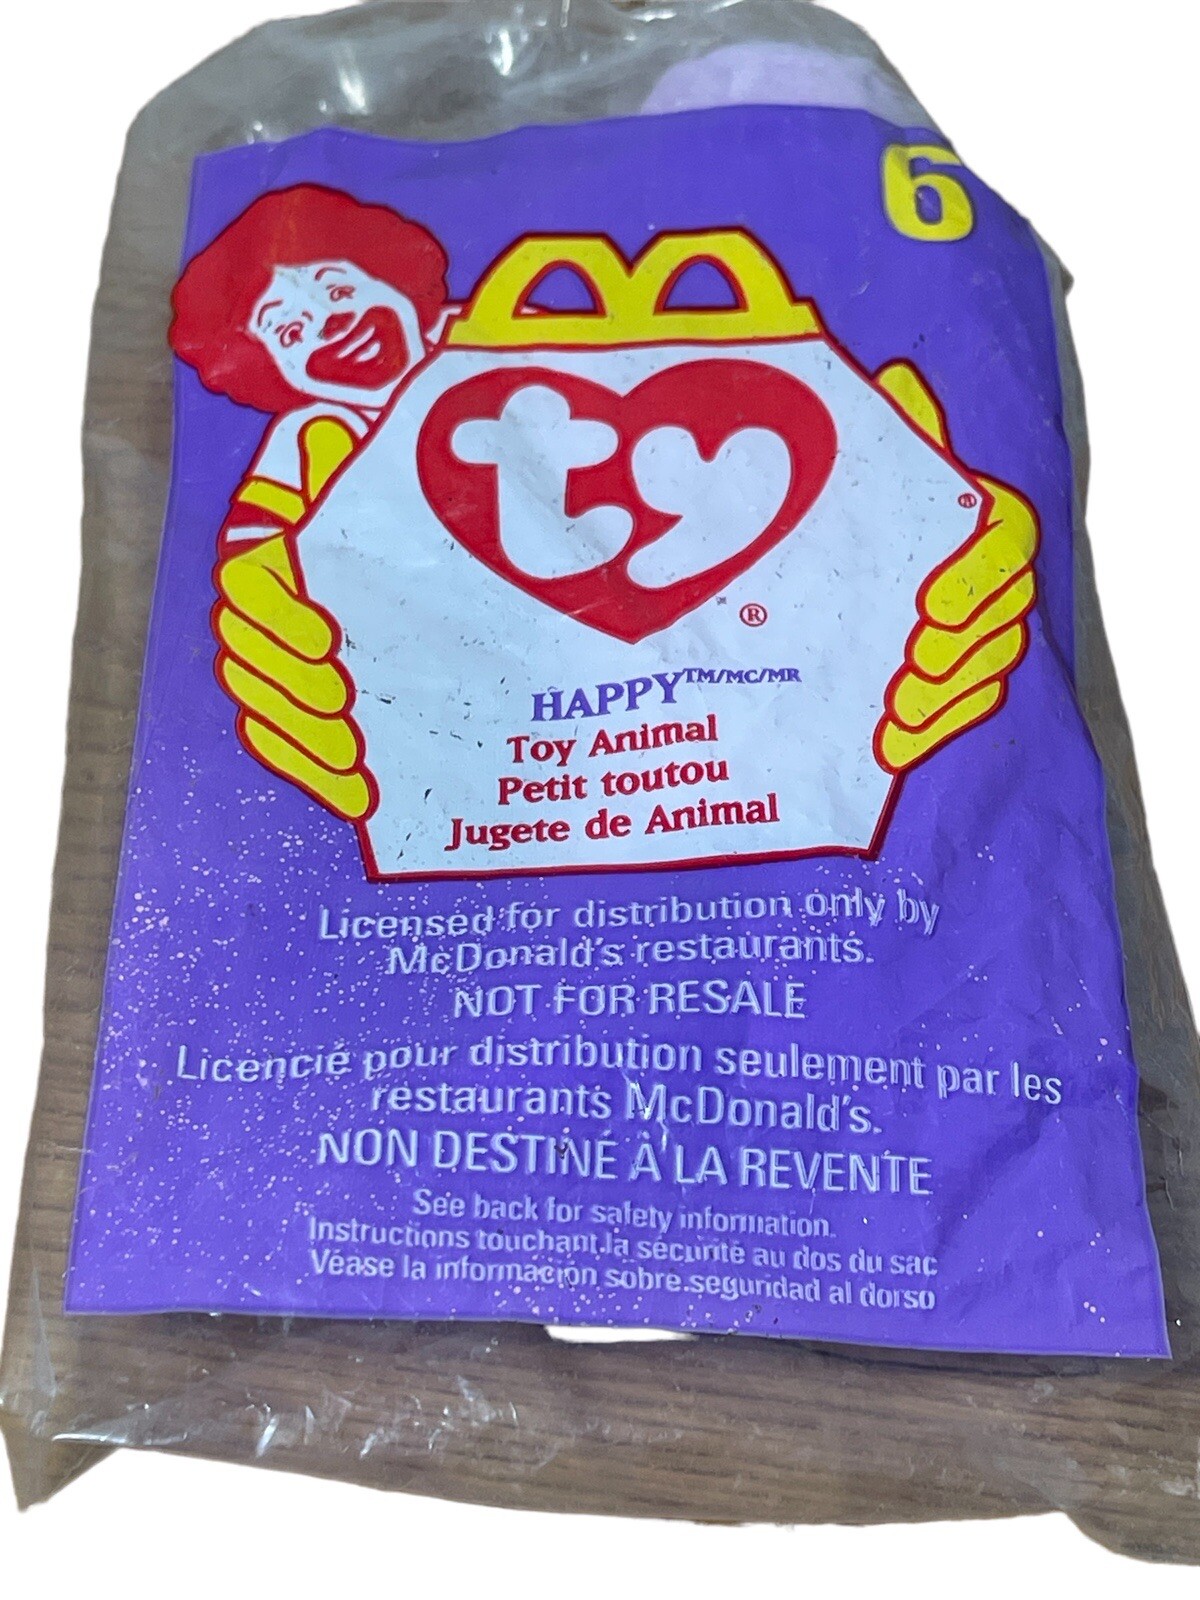 6
ty
®
®
HAPPY™/MC/MR
Toy Animal
Petit toutou
Jugete de Animal
Licensed for distribution only by
McDonald's restaurants.
NOT FOR RESALE
Licencié pour distribution seulement par les
restaurants McDonald's.
NON DESTINÉ À LA REVENTE
See back for safety information.
Instructions touchant la sécurité au dos du sac
Véase la información sobre seguridad al dorso